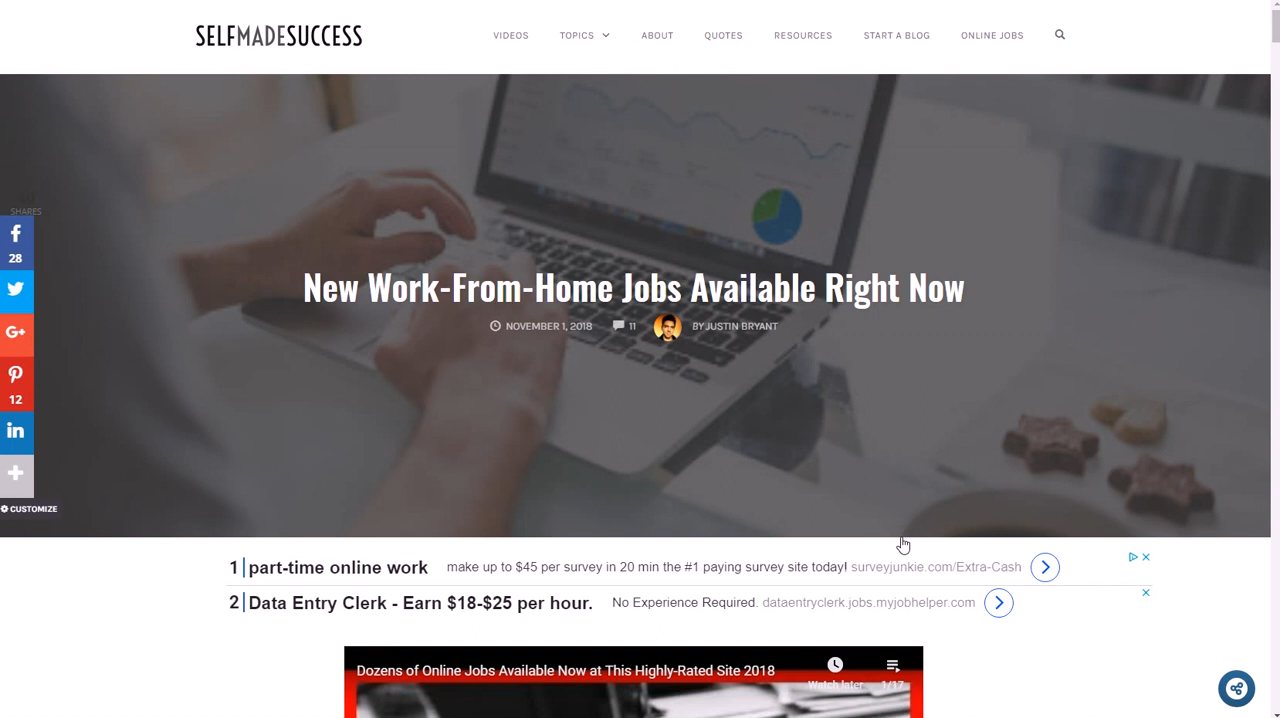 SELFMADESUCCESS
VIDEOS TOPICS ABOUT QUOTES RESOURCES START A BLOG ONLINE JOBS
SHARES
28
12
CUSTOMIZE
New Work-From-Home Jobs Available Right Now
NOVEMBER 1, 2018 11 BY JUSTIN BRYANT
1 part-time online work make up to $45 per survey in 20 min the #1 paying survey site today! surveyjunkie.com/Extra-Cash
2 Data Entry Clerk - Earn $18-$25 per hour. No Experience Required. dataentryclerk.jobs.myjobhelper.com
Dozens of Online Jobs Available Now at This Highly-Rated Site 2018
Watch later 1/17